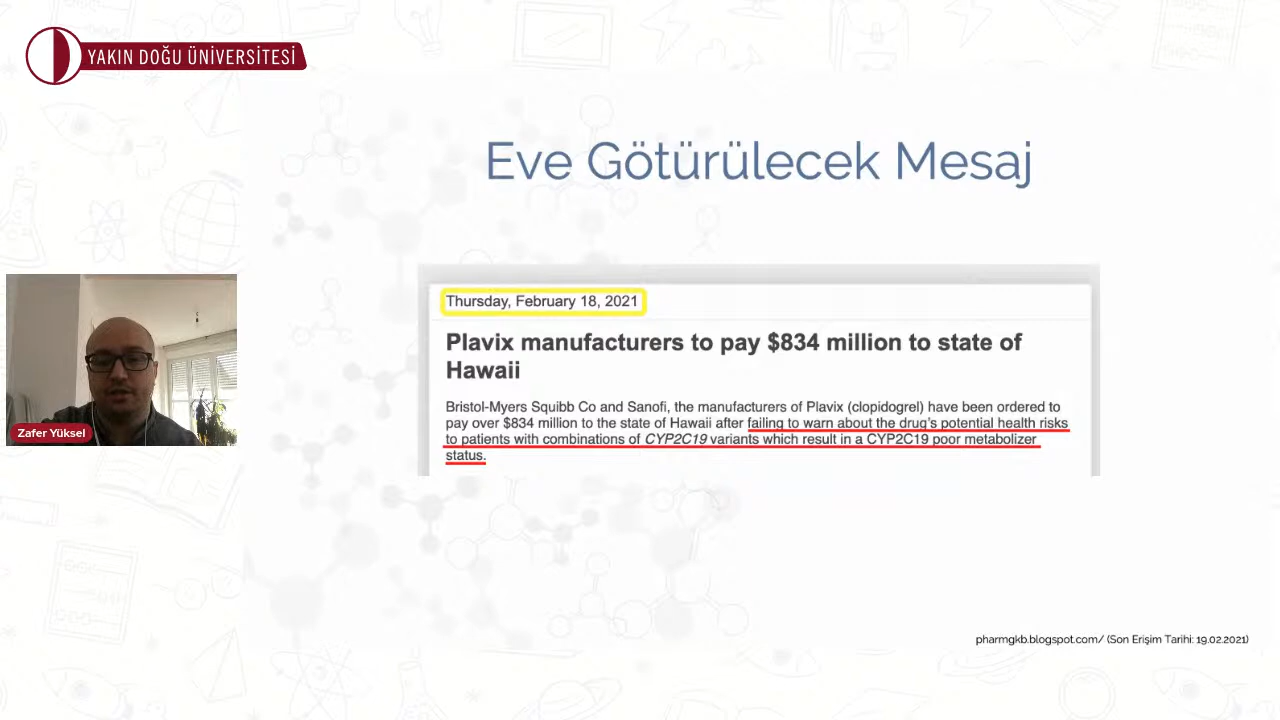 YAKIN DOĞU ÜNİVERSİTESİ
Eve Götürülecek Mesaj
Thursday, February 18, 2021
Plavix manufacturers to pay $834 million to state of
Hawaii
Bristol-Myers Squibb Co and Sanofi, the manufacturers of Plavix (clopidogrel) have been ordered to
pay over $834 million to the state of Hawaii after failing to warn about the drug's potential health risks
to patients with combinations of CYP2C19 variants which result in a CYP2C19 poor metabolizer
status.
Zafer Yüksel
pharmgkb.blogspot.com/ (Son Erişim Tarihi: 19.02.2021)